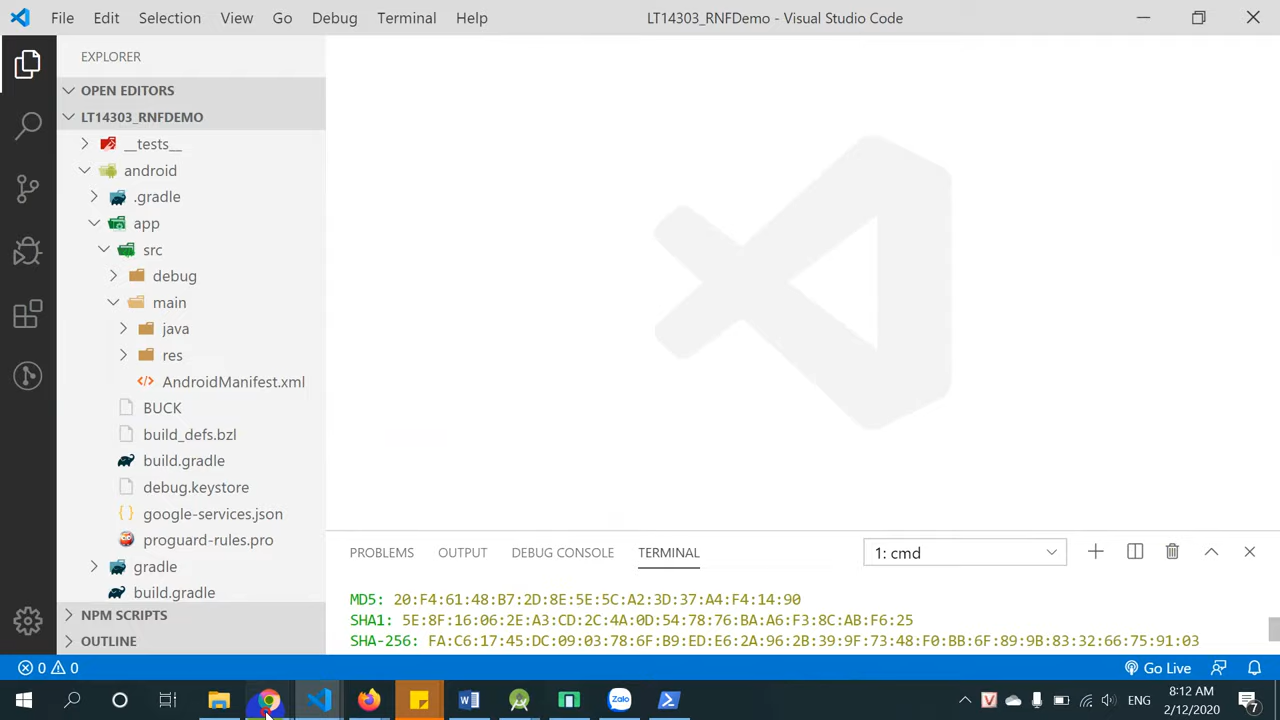 File Edit Selection View Go Debug Terminal Help LT14303_RNFDemo - Visual Studio Code
EXPLORER
OPEN EDITORS
LT14303_RNFDEMO
__tests__
android
.gradle
app
src
debug
main
java
res
AndroidManifest.xml
BUCK
build_defs.bzl
build.gradle
debug.keystore
google-services.json
proguard-rules.pro
gradle
build.gradle
NPM SCRIPTS
OUTLINE
PROBLEMS OUTPUT DEBUG CONSOLE TERMINAL 1: cmd
MD5: 20:F4:61:48:B7:2D:8E:5E:5C:A2:3D:37:A4:F4:14:90
SHA1: 5E:8F:16:06:2E:A3:CD:2C:4A:0D:54:78:76:BA:A6:F3:8C:AB:F6:25
SHA-256: FA:C6:17:45:DC:09:03:78:6F:B9:ED:E6:2A:96:2B:39:9F:73:48:F0:BB:6F:89:9B:83:32:66:75:91:03
0 0 Go Live
Zalo V ENG 8:12 AM
2/12/2020 7